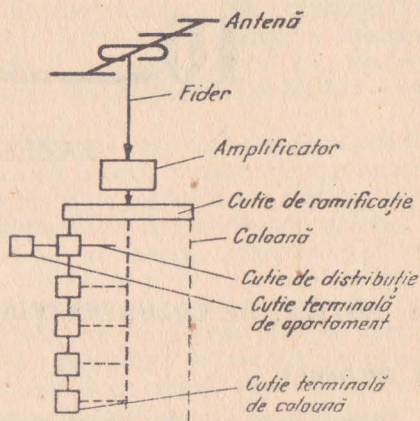 Antenă
Fider
Amplificator
Cutie de ramificație
Coloană
Cutie de distribuție
Cutie terminală
de apartament
Cutie terminală
de coloană